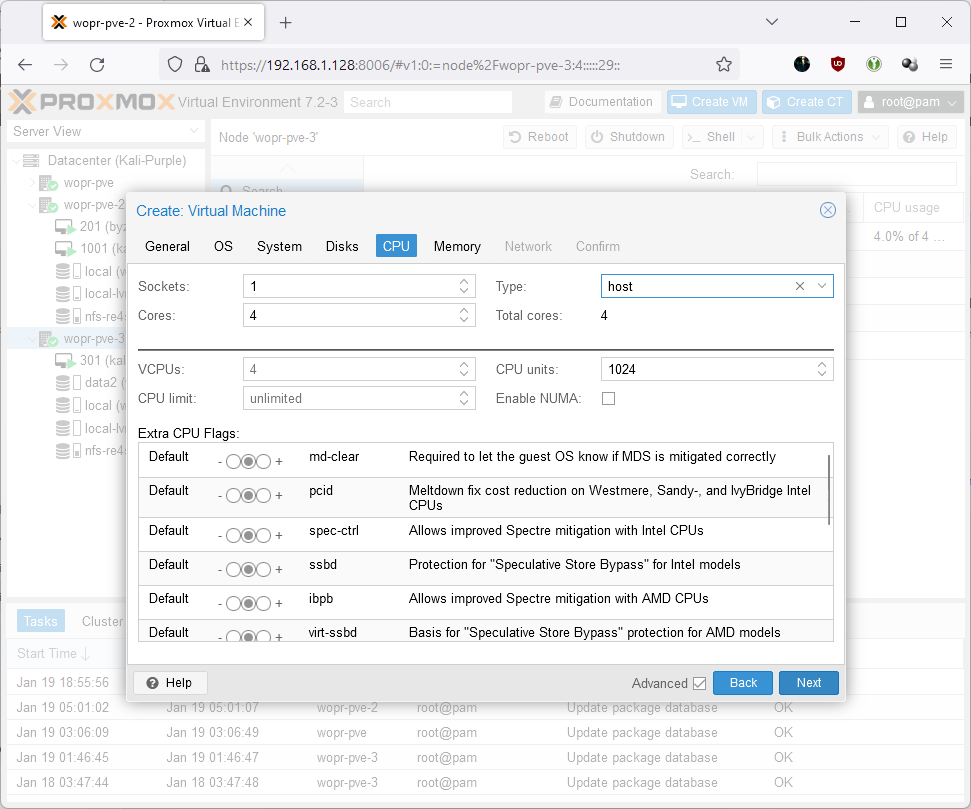 wopr-pve-2 - Proxmox Virtual E
https://192.168.1.128:8006/#v1:0:=node%2Fwopr-pve-3:4:::::29::
PROXMOX Virtual Environment 7.2-3 Search Documentation Create VM Create CT root@pam
Server View
Node 'wopr-pve-3' Reboot Shutdown >_ Shell Bulk Actions Help
Datacenter (Kali-Purple)
Search:
wopr-pve
Search
wopr-pve-2
CPU usage
201 (by
4.0% of 4 ...
1001 (
local (w
local-lv
nfs-re4
wopr-pve-3
301 (kal
data2 (
local (w
local-lv
nfs-re4
Create: Virtual Machine
General OS System Disks CPU Memory Network Confirm
Sockets: 1 Type: host
Cores: 4 Total cores: 4
VCPUs: 4 CPU units: 1024
CPU limit: unlimited Enable NUMA:
Extra CPU Flags:
Default - + md-clear Required to let the guest OS know if MDS is mitigated correctly
Default - + pcid Meltdown fix cost reduction on Westmere, Sandy-, and IvyBridge Intel
CPUs
Default - + spec-ctrl Allows improved Spectre mitigation with Intel CPUs
Default - + ssbd Protection for "Speculative Store Bypass" for Intel models
Default - + ibpb Allows improved Spectre mitigation with AMD CPUs
Default - + virt-ssbd Basis for "Speculative Store Bypass" protection for AMD models
Help Advanced Back Next
Tasks Cluster
Start Time
Jan 19 18:55:56
Jan 19 05:01:02 Jan 19 05:01:07 wopr-pve-2 root@pam Update package database OK
Jan 19 03:06:09 Jan 19 03:06:49 wopr-pve root@pam Update package database OK
Jan 19 01:46:45 Jan 19 01:46:47 wopr-pve-3 root@pam Update package database OK
Jan 18 03:47:44 Jan 18 03:47:48 wopr-pve-3 root@pam Update package database OK